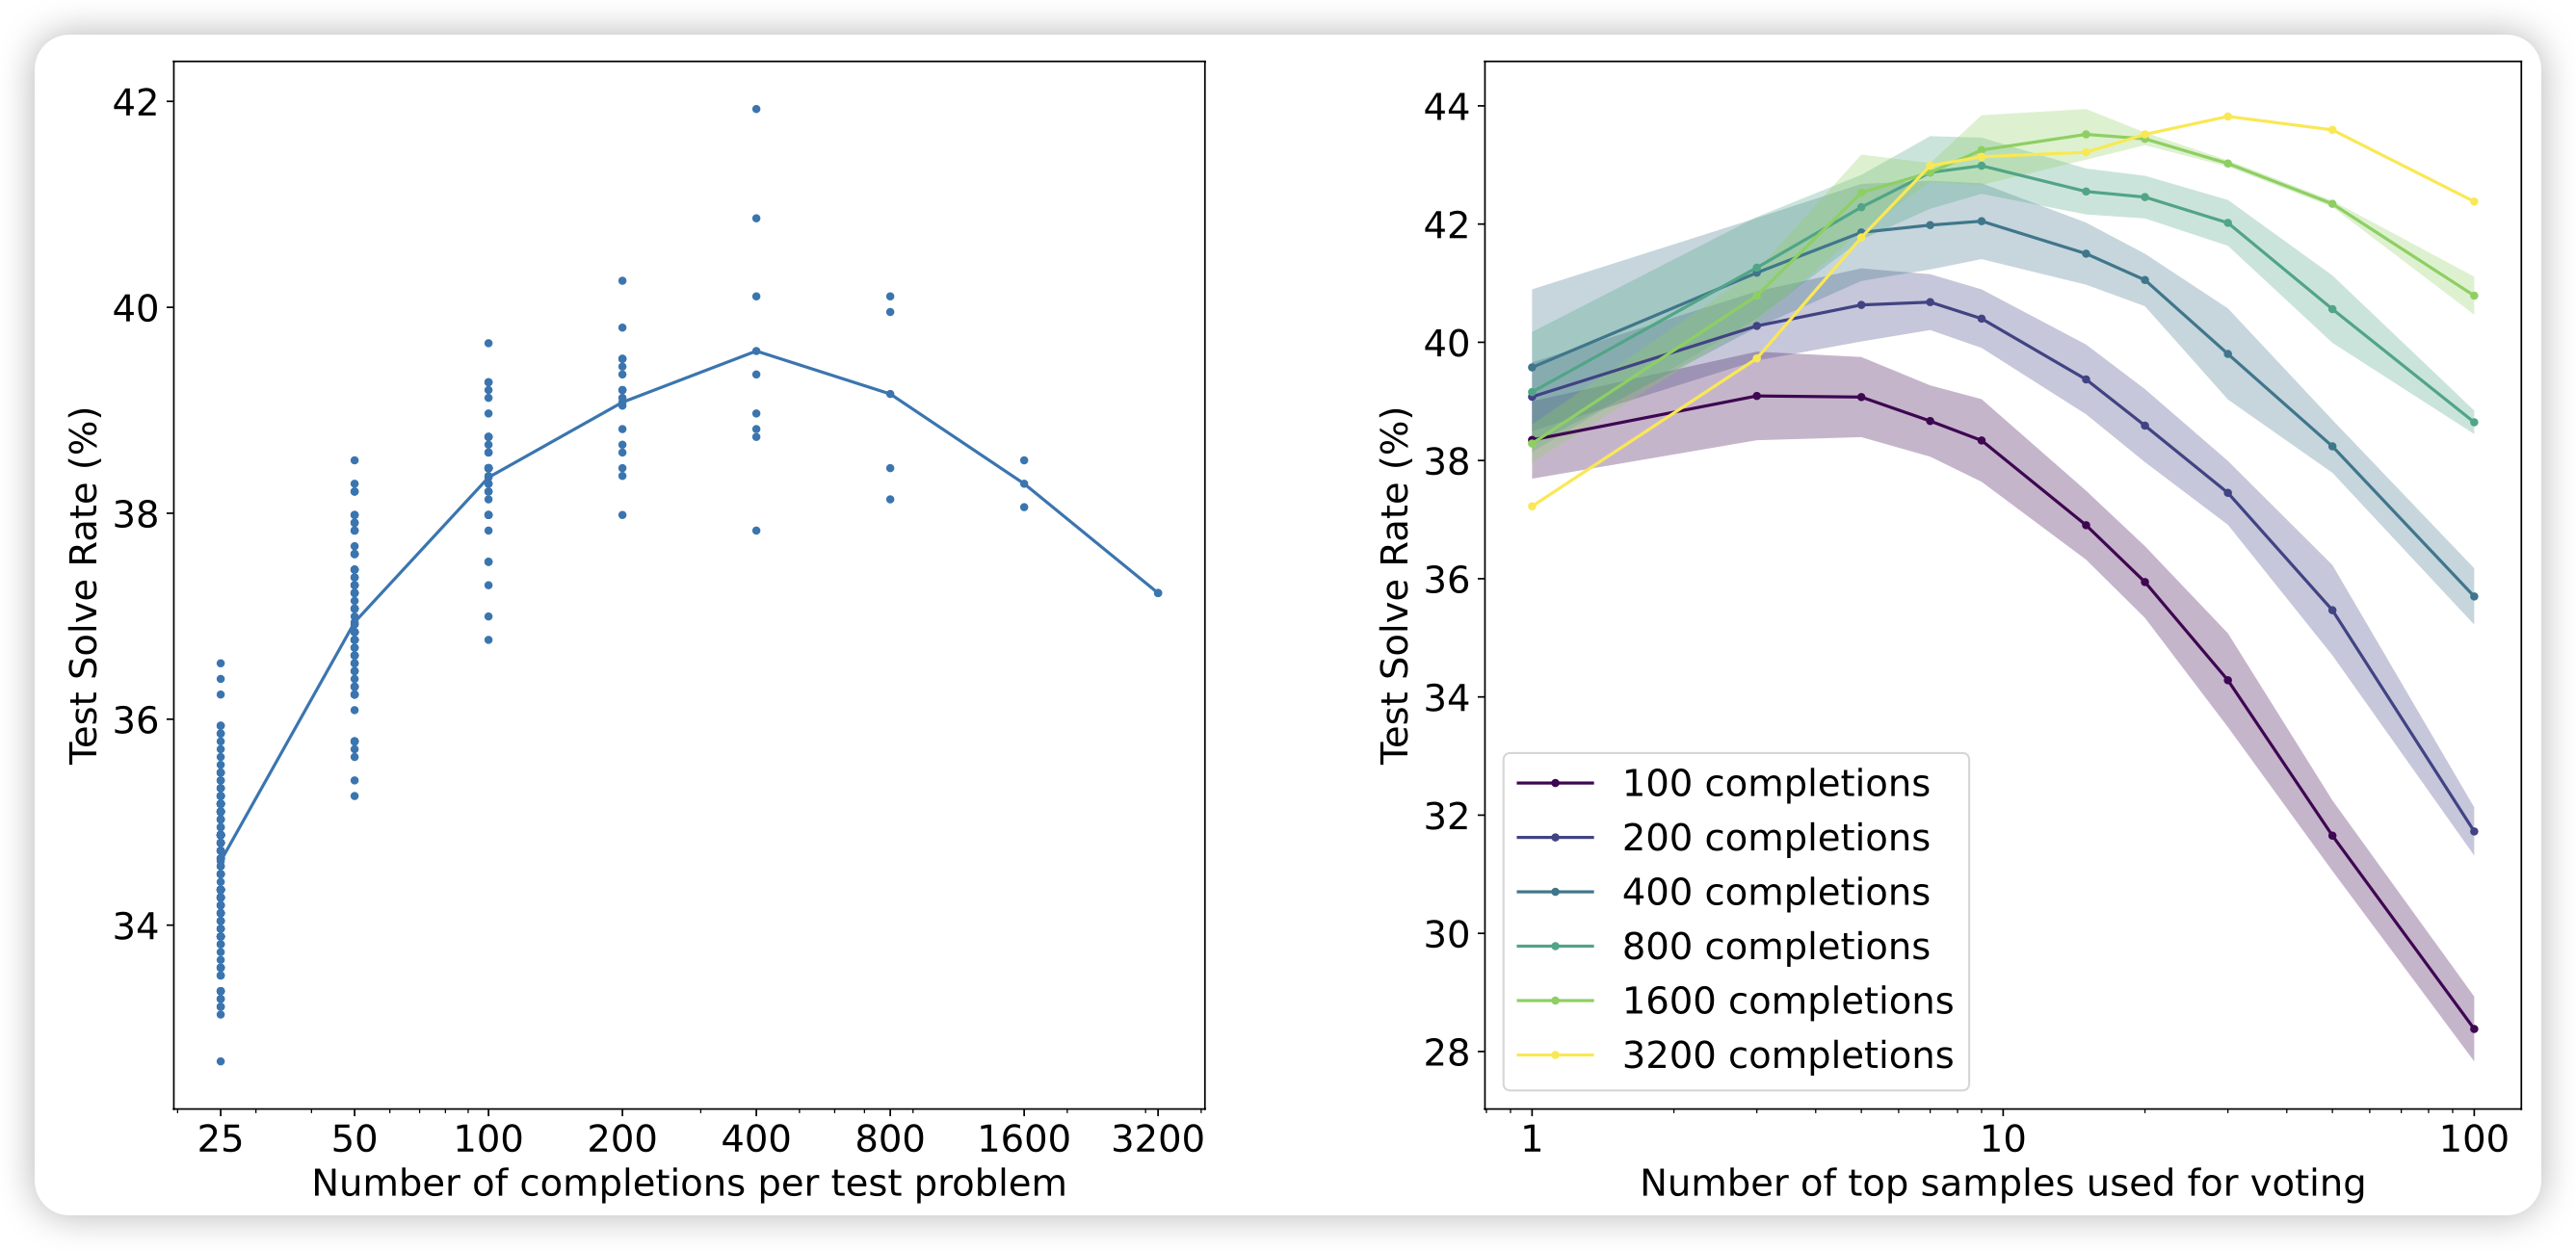 Test Solve Rate (%)
42
40
38
36
34
25 50 100 200 400 800 1600 3200
Number of completions per test problem
Test Solve Rate (%)
44
42
40
38
36
34
32
30
28
100 completions
200 completions
400 completions
800 completions
1600 completions
3200 completions
1 10 100
Number of top samples used for voting